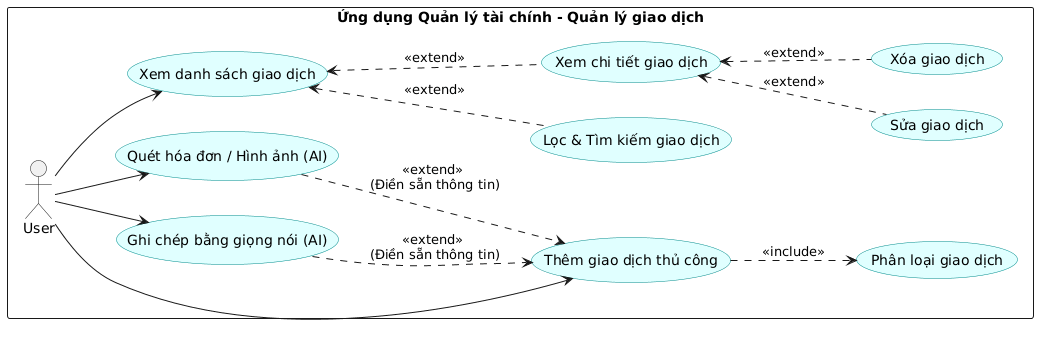 Ứng dụng Quản lý tài chính - Quản lý giao dịch
Xem danh sách giao dịch
«extend»
Xem chi tiết giao dịch
«extend»
Xóa giao dịch
«extend»
«extend»
Sửa giao dịch
Lọc & Tìm kiếm giao dịch
Quét hóa đơn / Hình ảnh (AI)
«extend»
(Điền sẵn thông tin)
User
Ghi chép bằng giọng nói (AI)
«extend»
(Điền sẵn thông tin)
Thêm giao dịch thủ công
«include»
Phân loại giao dịch